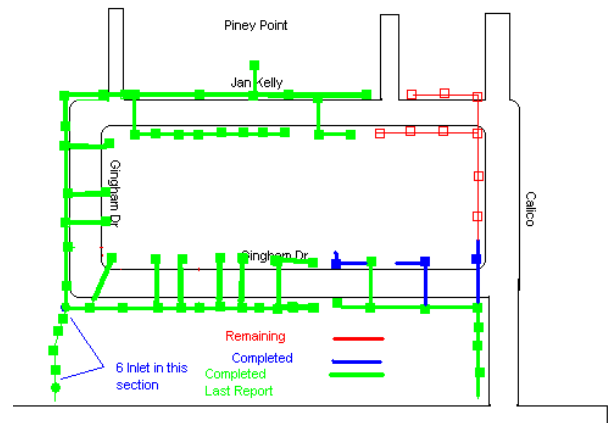 Piney Point
Jan Kelly
Gingham Dr
Calico
Gingham Dr
Remaining
6 Inlet in this
section
Completed
Completed
Last Report